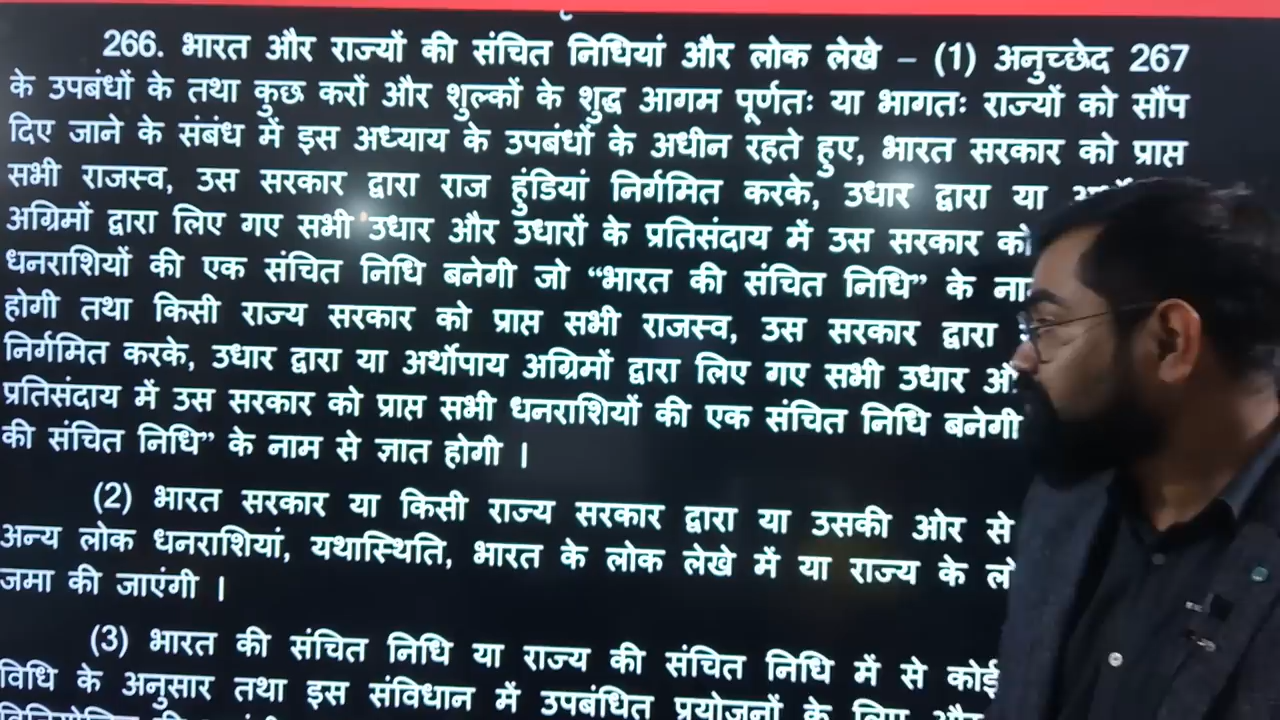 266. भारत और राज्यों की संचित निधियां और लोक लेखे – (1) अनुच्छेद 267
के उपबंधों के तथा कुछ करों और शुल्कों के शुद्ध आगम पूर्णतः या भागतः राज्यों को सौंप
दिए जाने के संबंध में इस अध्याय के उपबंधों के अधीन रहते हुए, भारत सरकार को प्राप्त
सभी राजस्व, उस सरकार द्वारा राज हुंडियां निर्गमित करके, उधार द्वारा या
अग्रिमों द्वारा लिए गए सभी उधार और उधारों के प्रतिसंदाय में उस सरकार को
धनराशियों की एक संचित निधि बनेगी जो “भारत की संचित निधि” के
होगी तथा किसी राज्य सरकार को प्राप्त सभी राजस्व, उस सरकार द्वारा
निर्गमित करके, उधार द्वारा या अर्थोपाय अग्रिमों द्वारा लिए गए सभी उधार
प्रतिसंदाय में उस सरकार को प्राप्त सभी धनराशियों की एक संचित निधि बनेगी
की संचित निधि” के नाम से ज्ञात होगी ।
(2) भारत सरकार या किसी राज्य सरकार द्वारा या उसकी ओर से
अन्य लोक धनराशियां, यथास्थिति, भारत के लोक लेखे में या राज्य के
जमा की जाएंगी ।
(3) भारत की संचित निधि या राज्य की संचित निधि में से कोई
विधि के अनुसार तथा इस संविधान में उपबंधित प्रयोजनों के लिए और